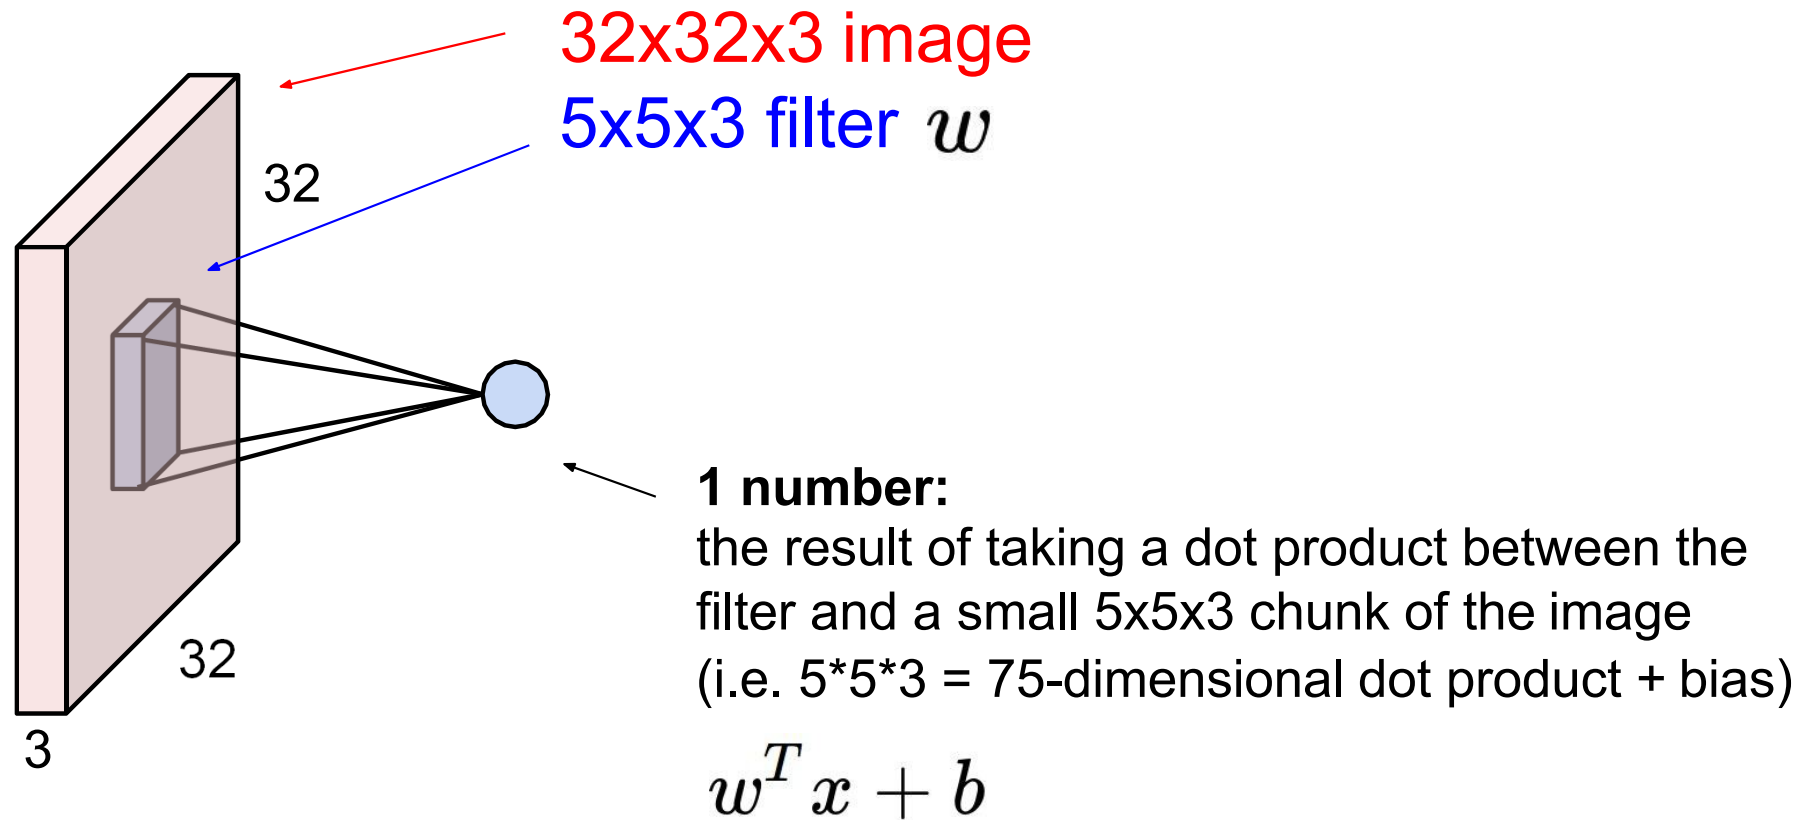 32x32x3 image
5x5x3 filter w
32
32
3
1 number:
the result of taking a dot product between the
filter and a small 5x5x3 chunk of the image
(i.e. 5*5*3 = 75-dimensional dot product + bias)
w^T x + b